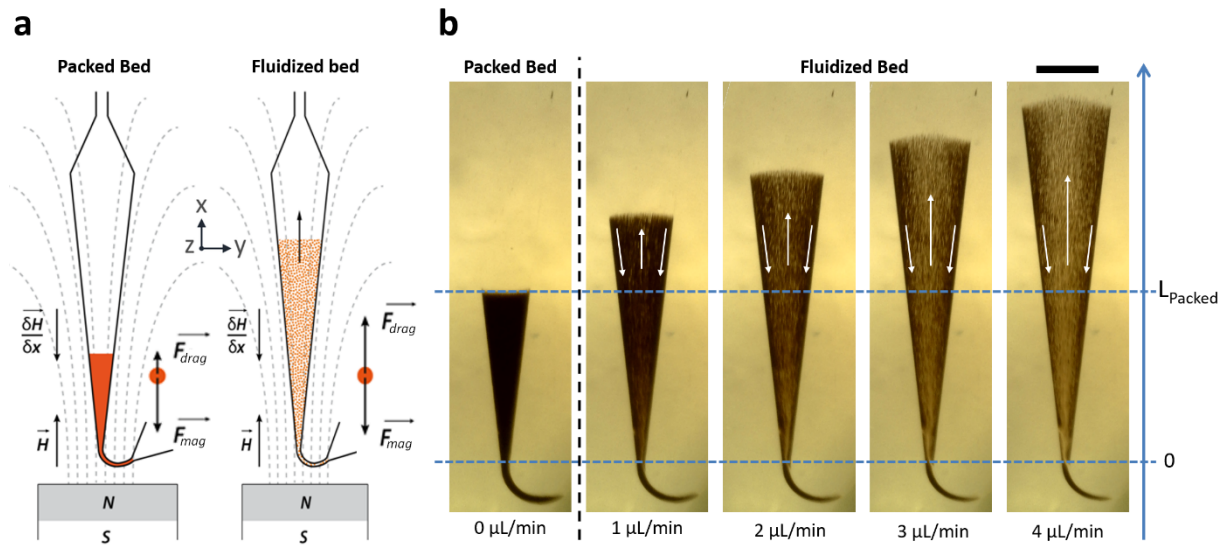 a
Packed Bed
Fluidized bed
x
z
y
δH
δx
F drag
H
F mag
N
S
δH
δx
F drag
H
F mag
N
S
b
Packed Bed
Fluidized Bed
L Packed
0
0 µL/min
1 µL/min
2 µL/min
3 µL/min
4 µL/min